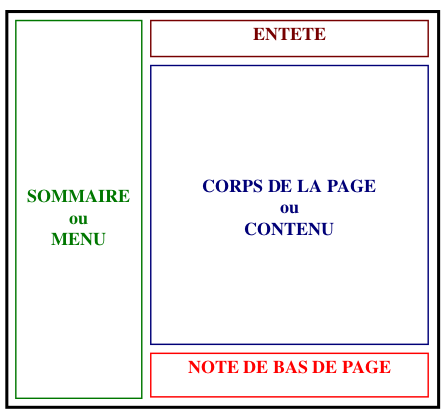 ENTETE
SOMMAIRE
ou
MENU
CORPS DE LA PAGE
ou
CONTENU
NOTE DE BAS DE PAGE